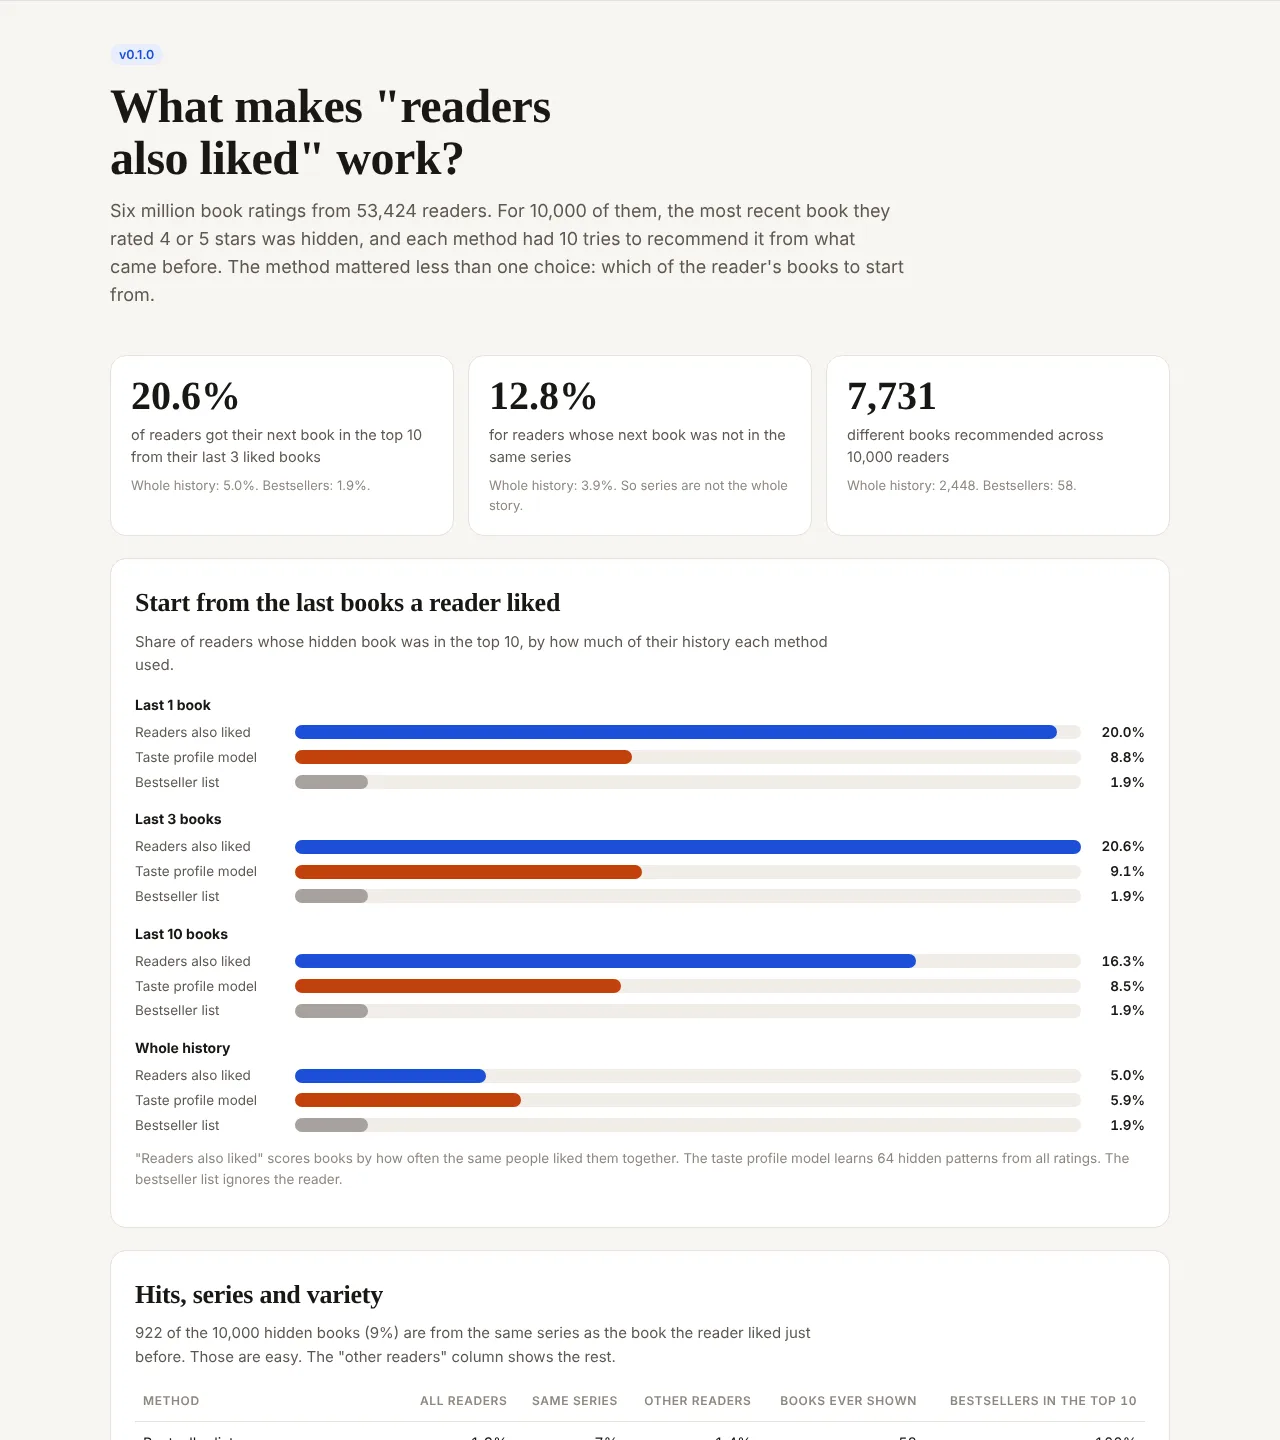 v0.1.0
What makes "readers
also liked" work?
Six million book ratings from 53,424 readers. For 10,000 of them, the most recent book they
rated 4 or 5 stars was hidden, and each method had 10 tries to recommend it from what
came before. The method mattered less than one choice: which of the reader's books to start
from.
20.6%
of readers got their next book in the top 10
from their last 3 liked books
Whole history: 5.0%. Bestsellers: 1.9%.
12.8%
for readers whose next book was not in the
same series
Whole history: 3.9%. So series are not the whole
story.
7,731
different books recommended across
10,000 readers
Whole history: 2,448. Bestsellers: 58.
Start from the last books a reader liked
Share of readers whose hidden book was in the top 10, by how much of their history each method
used.
Last 1 book
Readers also liked 20.0%
Taste profile model 8.8%
Bestseller list 1.9%
Last 3 books
Readers also liked 20.6%
Taste profile model 9.1%
Bestseller list 1.9%
Last 10 books
Readers also liked 16.3%
Taste profile model 8.5%
Bestseller list 1.9%
Whole history
Readers also liked 5.0%
Taste profile model 5.9%
Bestseller list 1.9%
"Readers also liked" scores books by how often the same people liked them together. The taste profile model learns 64 hidden patterns from all ratings. The
bestseller list ignores the reader.
Hits, series and variety
922 of the 10,000 hidden books (9%) are from the same series as the book the reader liked just
before. Those are easy. The "other readers" column shows the rest.
METHOD ALL READERS SAME SERIES OTHER READERS BOOKS EVER SHOWN BESTSELLERS IN THE TOP 10